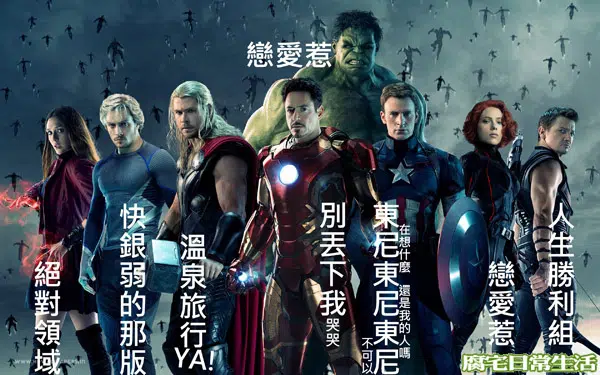 戀愛惹
絕對領域
快銀弱的那版
溫泉旅行YA!
別丟下我
哭哭
東尼東尼東尼
在想什麼 還是我的人嗎
不可以
戀愛惹
人生勝利組
腐宅日常生活